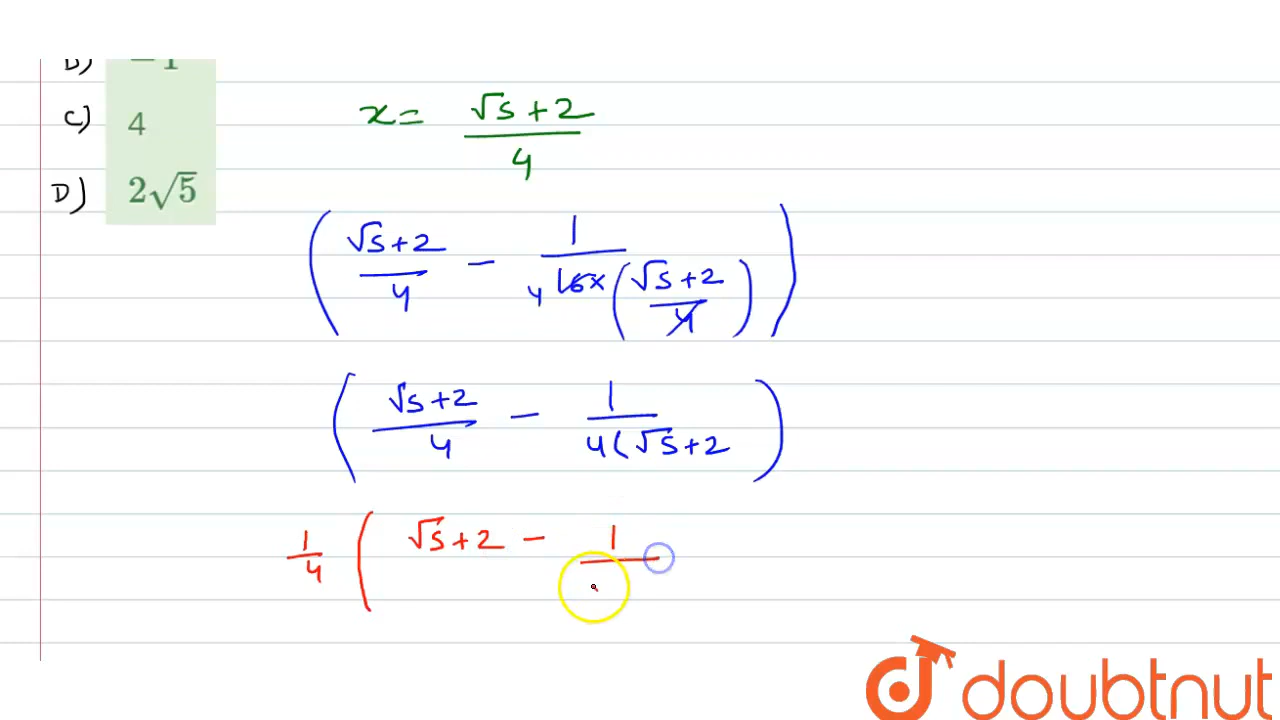 B) -1
C) 4
D) 2√5
x = (√5 + 2)/4
((√5 + 2)/4 - 1/(16 × ((√5 + 2)/4))) 4
((√5 + 2)/4 - 1/(4(√5 + 2))
1/4 (√5 + 2 - 1/
doubtnut